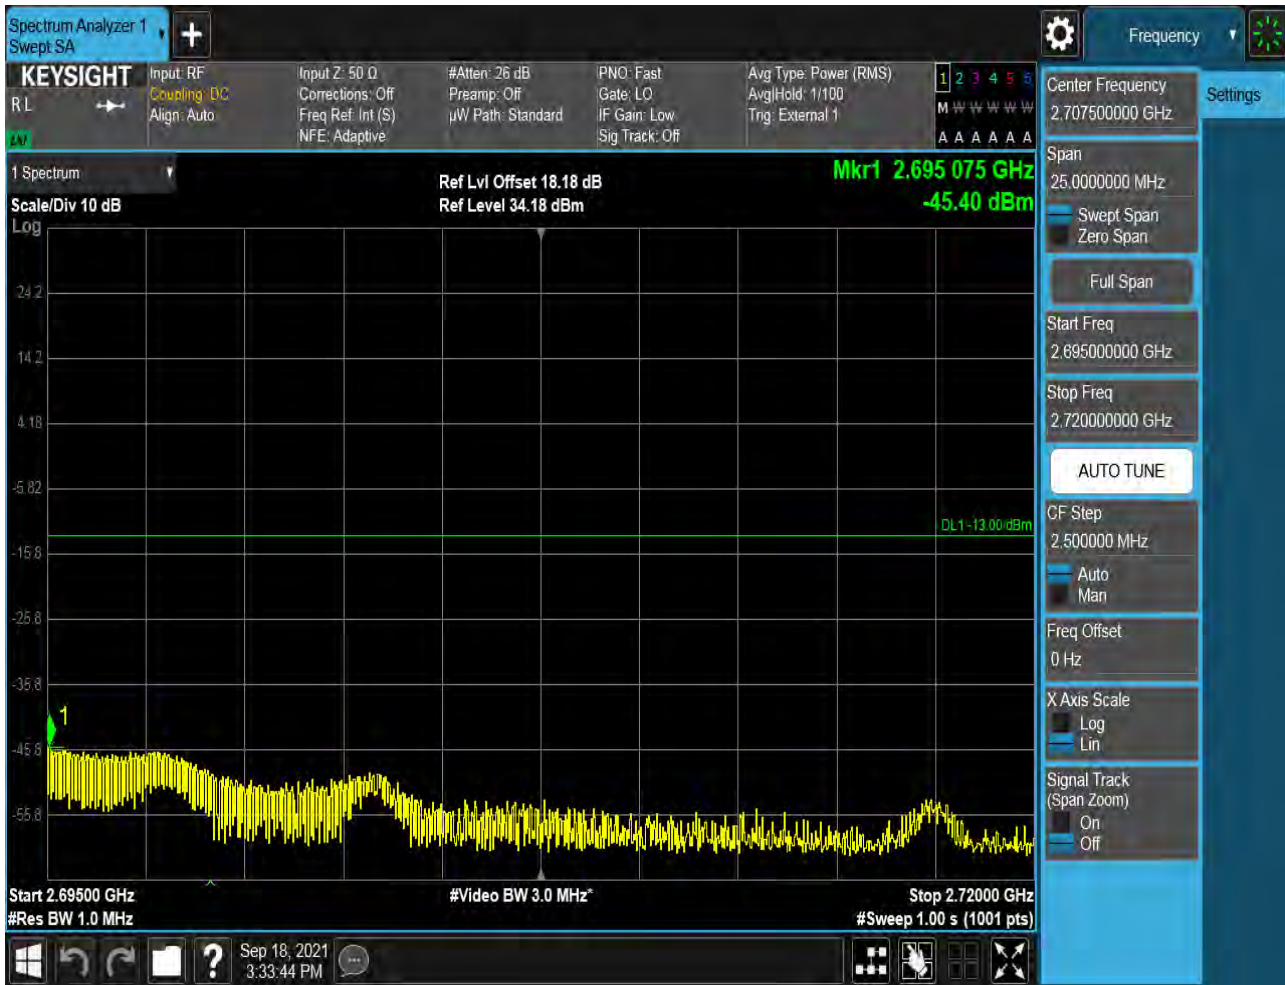 Spectrum Analyzer 1
Swept SA
Frequency
KEYSIGHT
R L
Input: RF
Coupling: DC
Align: Auto
Input Z: 50 Ω
Corrections: Off
Freq Ref: Int (S)
NFE: Adaptive
#Atten: 26 dB
Preamp: Off
µW Path: Standard
PNO: Fast
Gate: LO
IF Gain: Low
Sig Track: Off
Avg Type: Power (RMS)
Avg|Hold: 1/100
Trig: External 1
1 2 3 4 5 6
M W W W W W
A A A A A A
1 Spectrum
Scale/Div 10 dB
Log
Ref Lvl Offset 18.18 dB
Ref Level 34.18 dBm
Mkr1 2.695 075 GHz
-45.40 dBm
24.2
14.2
4.18
-5.82
-15.8
-25.8
-35.8
-45.8
-55.8
DL1 -13.00 dBm
1
Start 2.69500 GHz
#Res BW 1.0 MHz
#Video BW 3.0 MHz*
Stop 2.72000 GHz
#Sweep 1.00 s (1001 pts)
Sep 18, 2021
3:33:44 PM
?
Center Frequency
2.707500000 GHz
Settings
Span
25.0000000 MHz
Swept Span
Zero Span
Full Span
Start Freq
2.695000000 GHz
Stop Freq
2.720000000 GHz
AUTO TUNE
CF Step
2.500000 MHz
Auto
Man
Freq Offset
0 Hz
X Axis Scale
Log
Lin
Signal Track
(Span Zoom)
On
Off